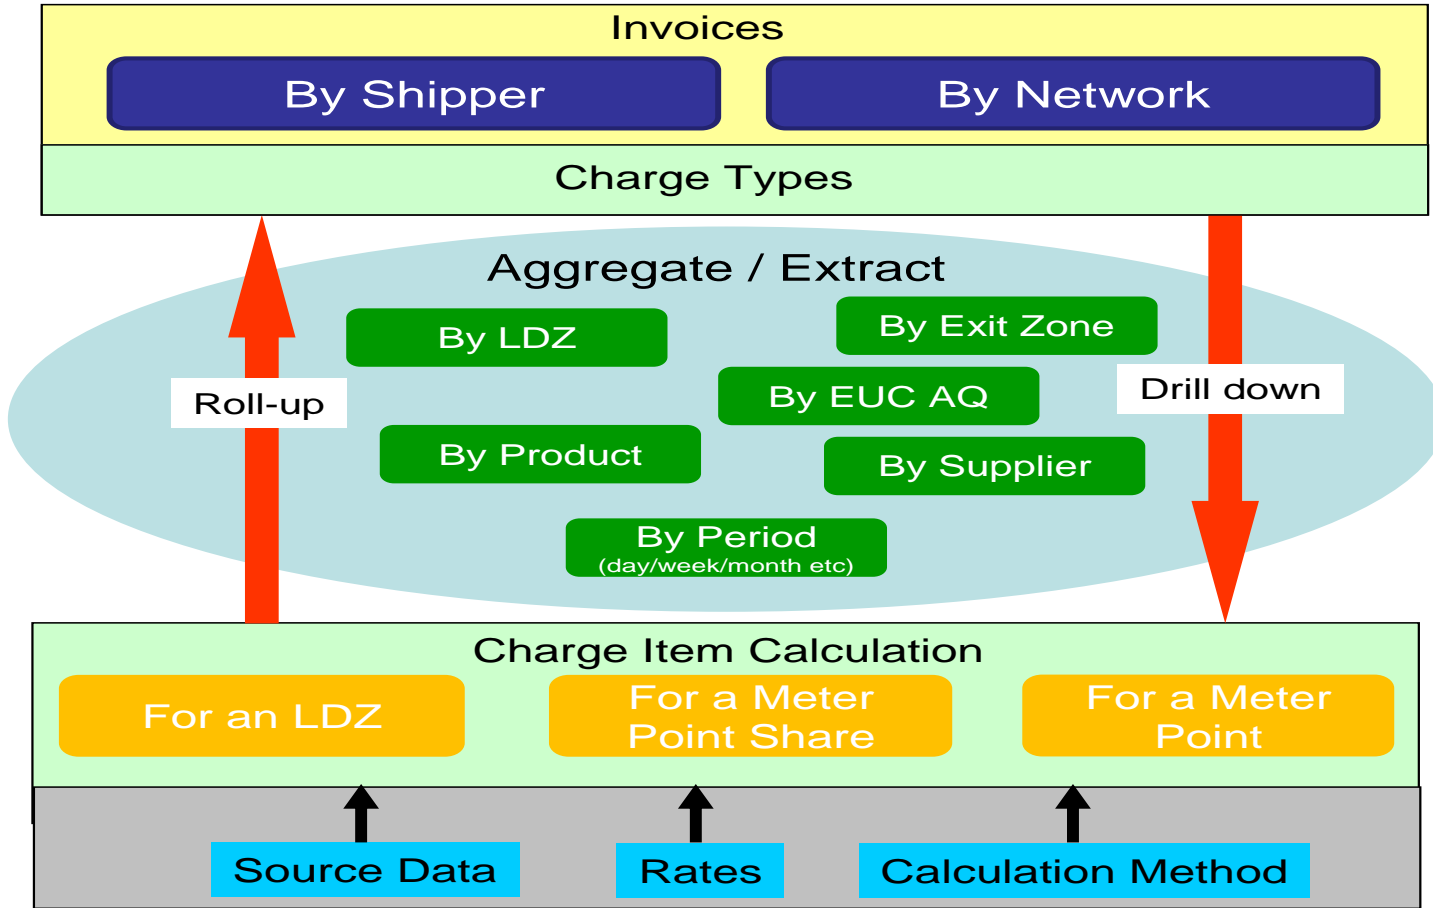 Invoices
By Shipper
By Network
Charge Types
Aggregate / Extract
By LDZ
By Exit Zone
By EUC AQ
Roll-up
Drill down
By Product
By Supplier
By Period
(day/week/month etc)
Charge Item Calculation
For an LDZ
For a Meter
Point Share
For a Meter
Point
Source Data
Rates
Calculation Method